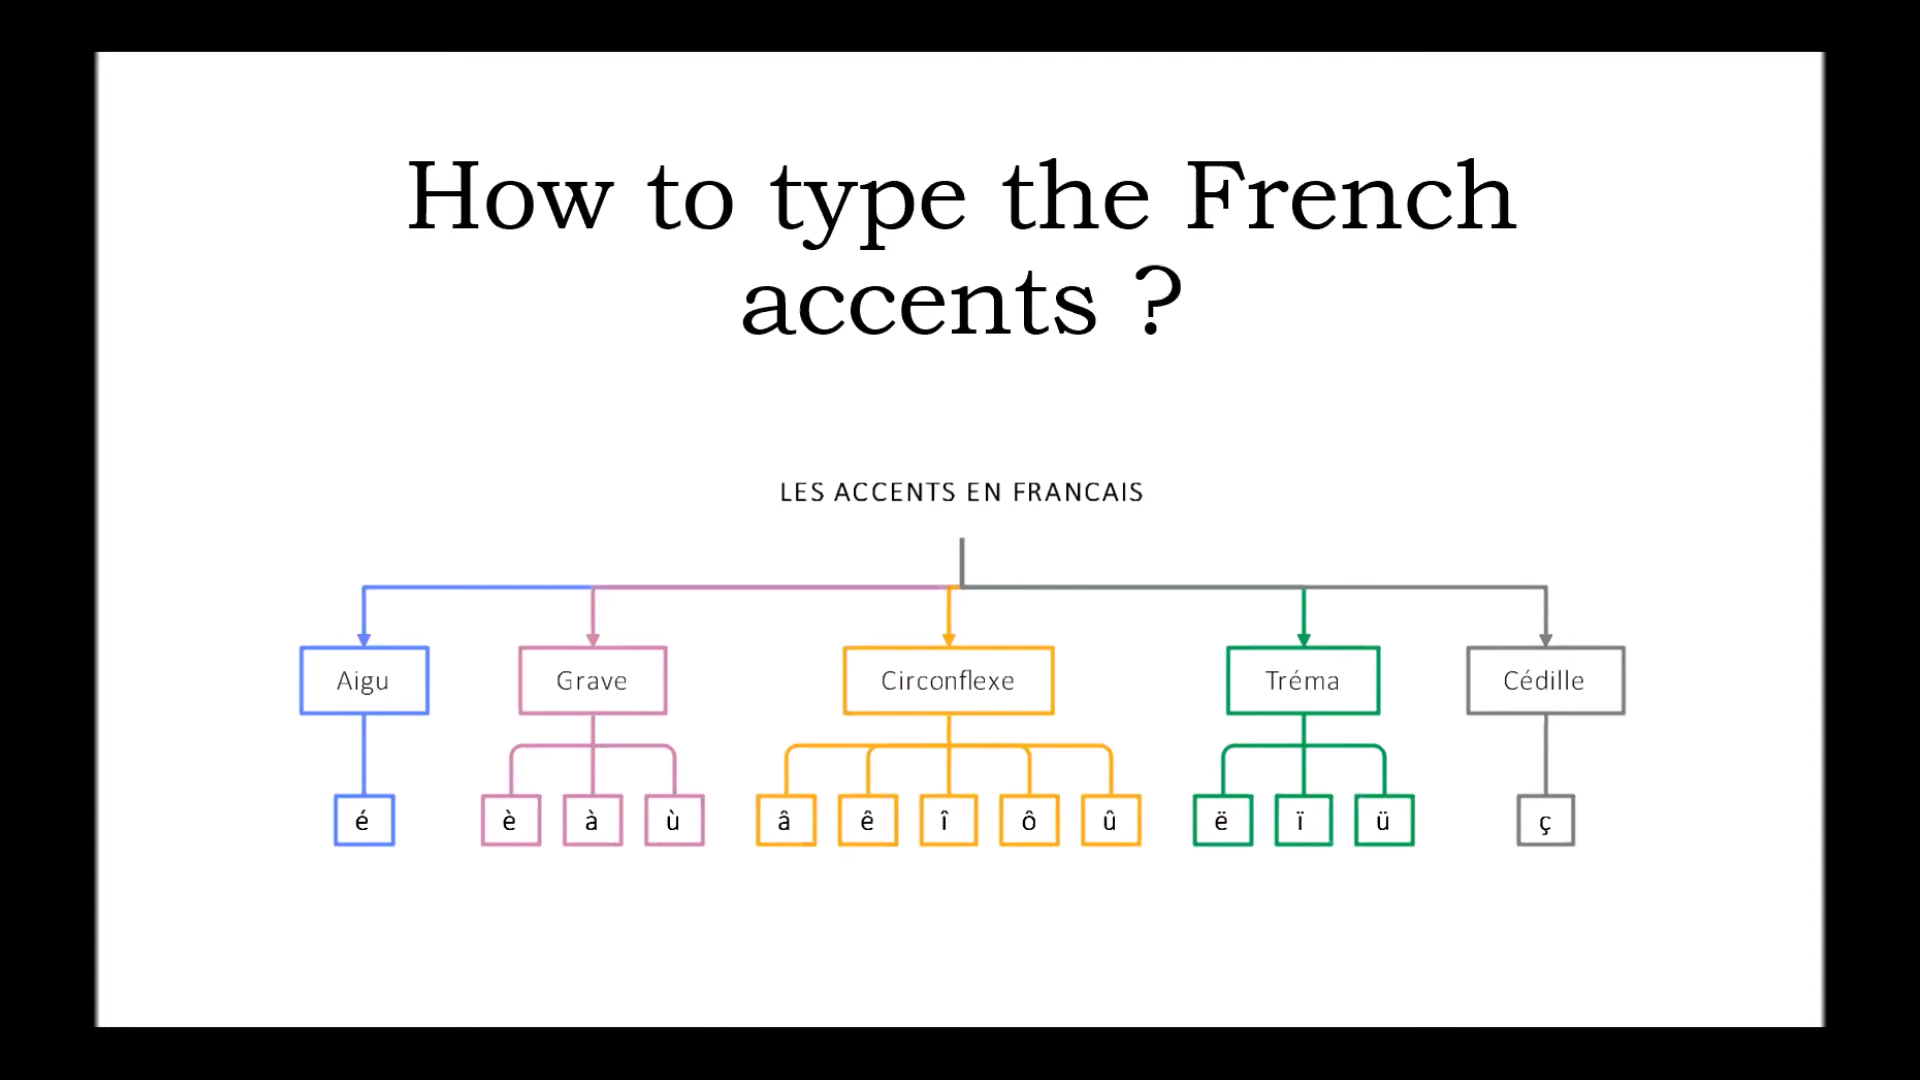 How to type the French
accents ?
LES ACCENTS EN FRANCAIS
Aigu Grave Circonflexe Tréma Cédille
é è à ù â ê î ô û ë ï ü ç